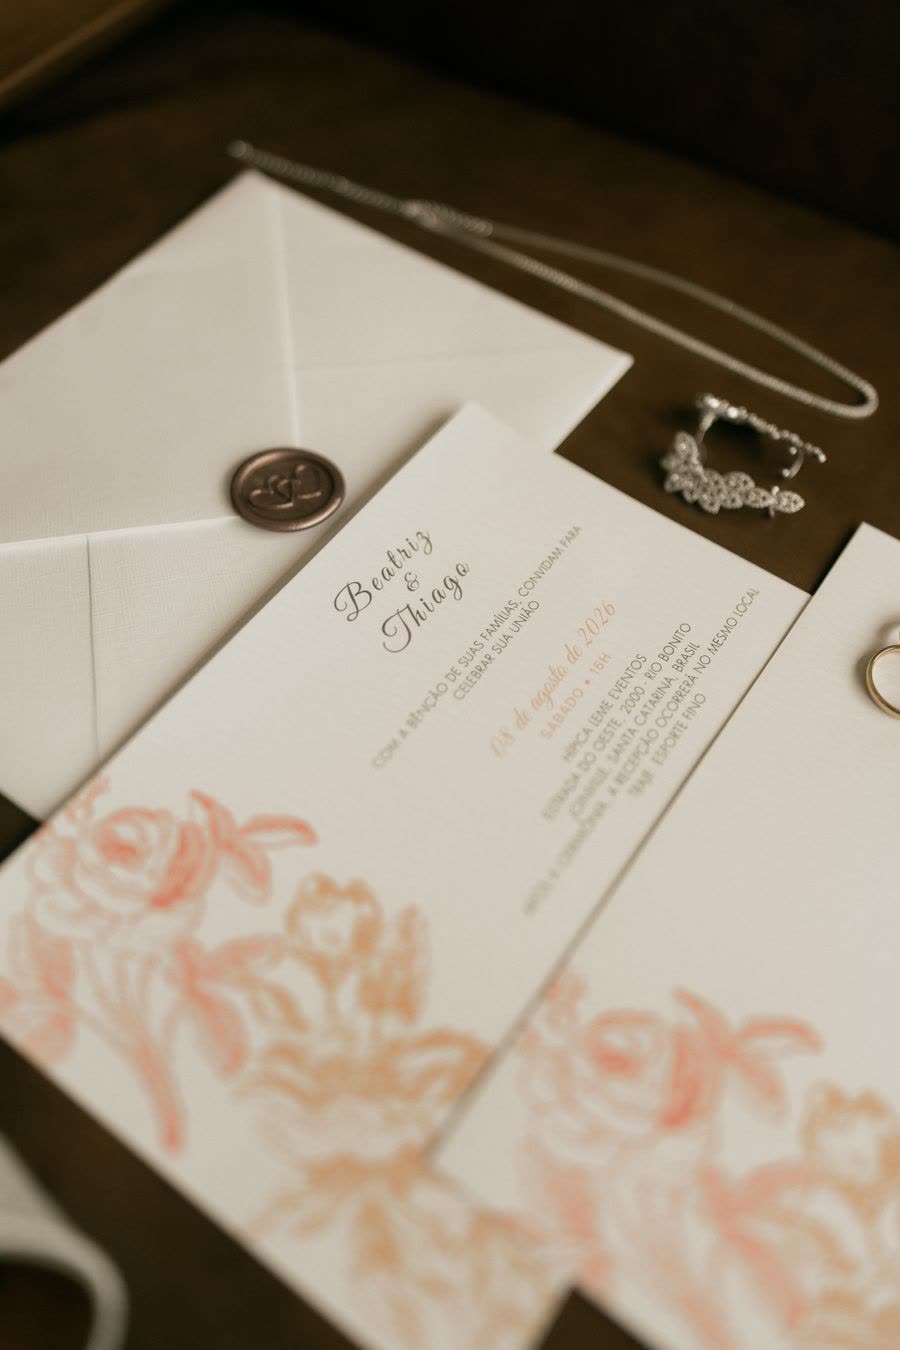 Beatriz
&
Thiago
COM A BÊNÇÃO DE SUAS FAMÍLIAS, CONVIDAM PARA
CELEBRAR SUA UNIÃO
08 de agosto de 2026
SÁBADO • 16H
HÍPICA LEME EVENTOS
ESTRADA DO OESTE, 2000 - RIO BONITO
JOINVILLE, SANTA CATARINA, BRASIL
APÓS A CERIMÔNIA, A RECEPÇÃO OCORRERÁ NO MESMO LOCAL
TRAJE: ESPORTE FINO